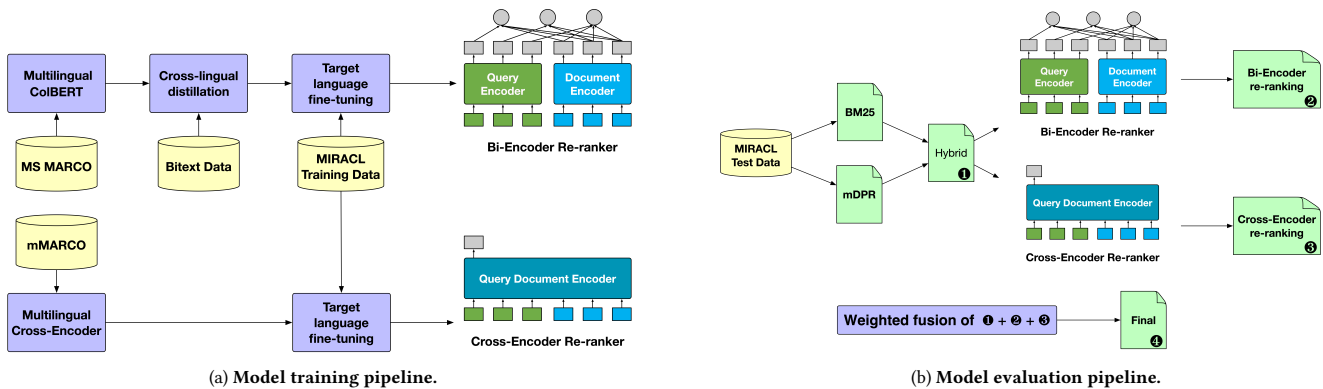 Multilingual
ColBERT
Cross-lingual
distillation
Target
language
fine-tuning
Query
Encoder
Document
Encoder
Bi-Encoder Re-ranker
MS MARCO
Bitext Data
MIRACL
Training Data
mMARCO
Multilingual
Cross-Encoder
Target
language
fine-tuning
Query Document Encoder
Cross-Encoder Re-ranker
(a) Model training pipeline.
MIRACL
Test Data
BM25
mDPR
Hybrid
❶
Query
Encoder
Document
Encoder
Bi-Encoder Re-ranker
Bi-Encoder
re-ranking
❷
Query Document Encoder
Cross-Encoder Re-ranker
Cross-Encoder
re-ranking
❸
Weighted fusion of ❶ + ❷ + ❸
Final
❹
(b) Model evaluation pipeline.